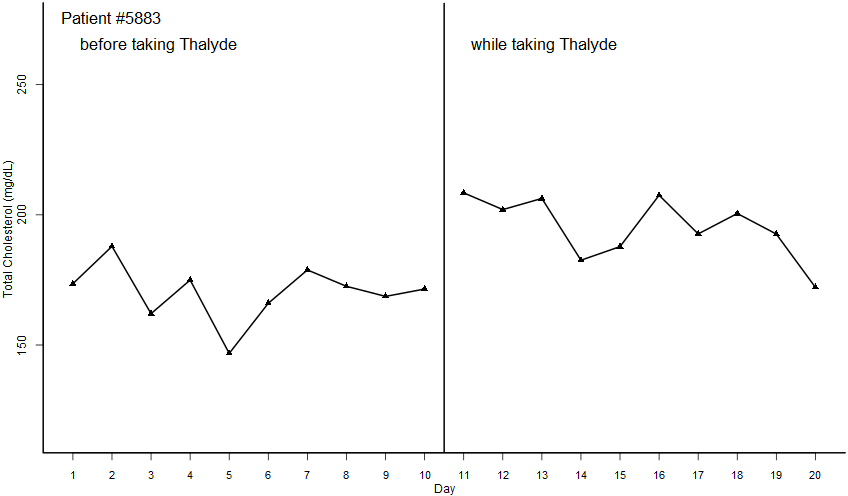 Patient #5883
before taking Thalyde
while taking Thalyde
Total Cholesterol (mg/dL)
250
200
150
1 2 3 4 5 6 7 8 9 10 11 12 13 14 15 16 17 18 19 20
Day